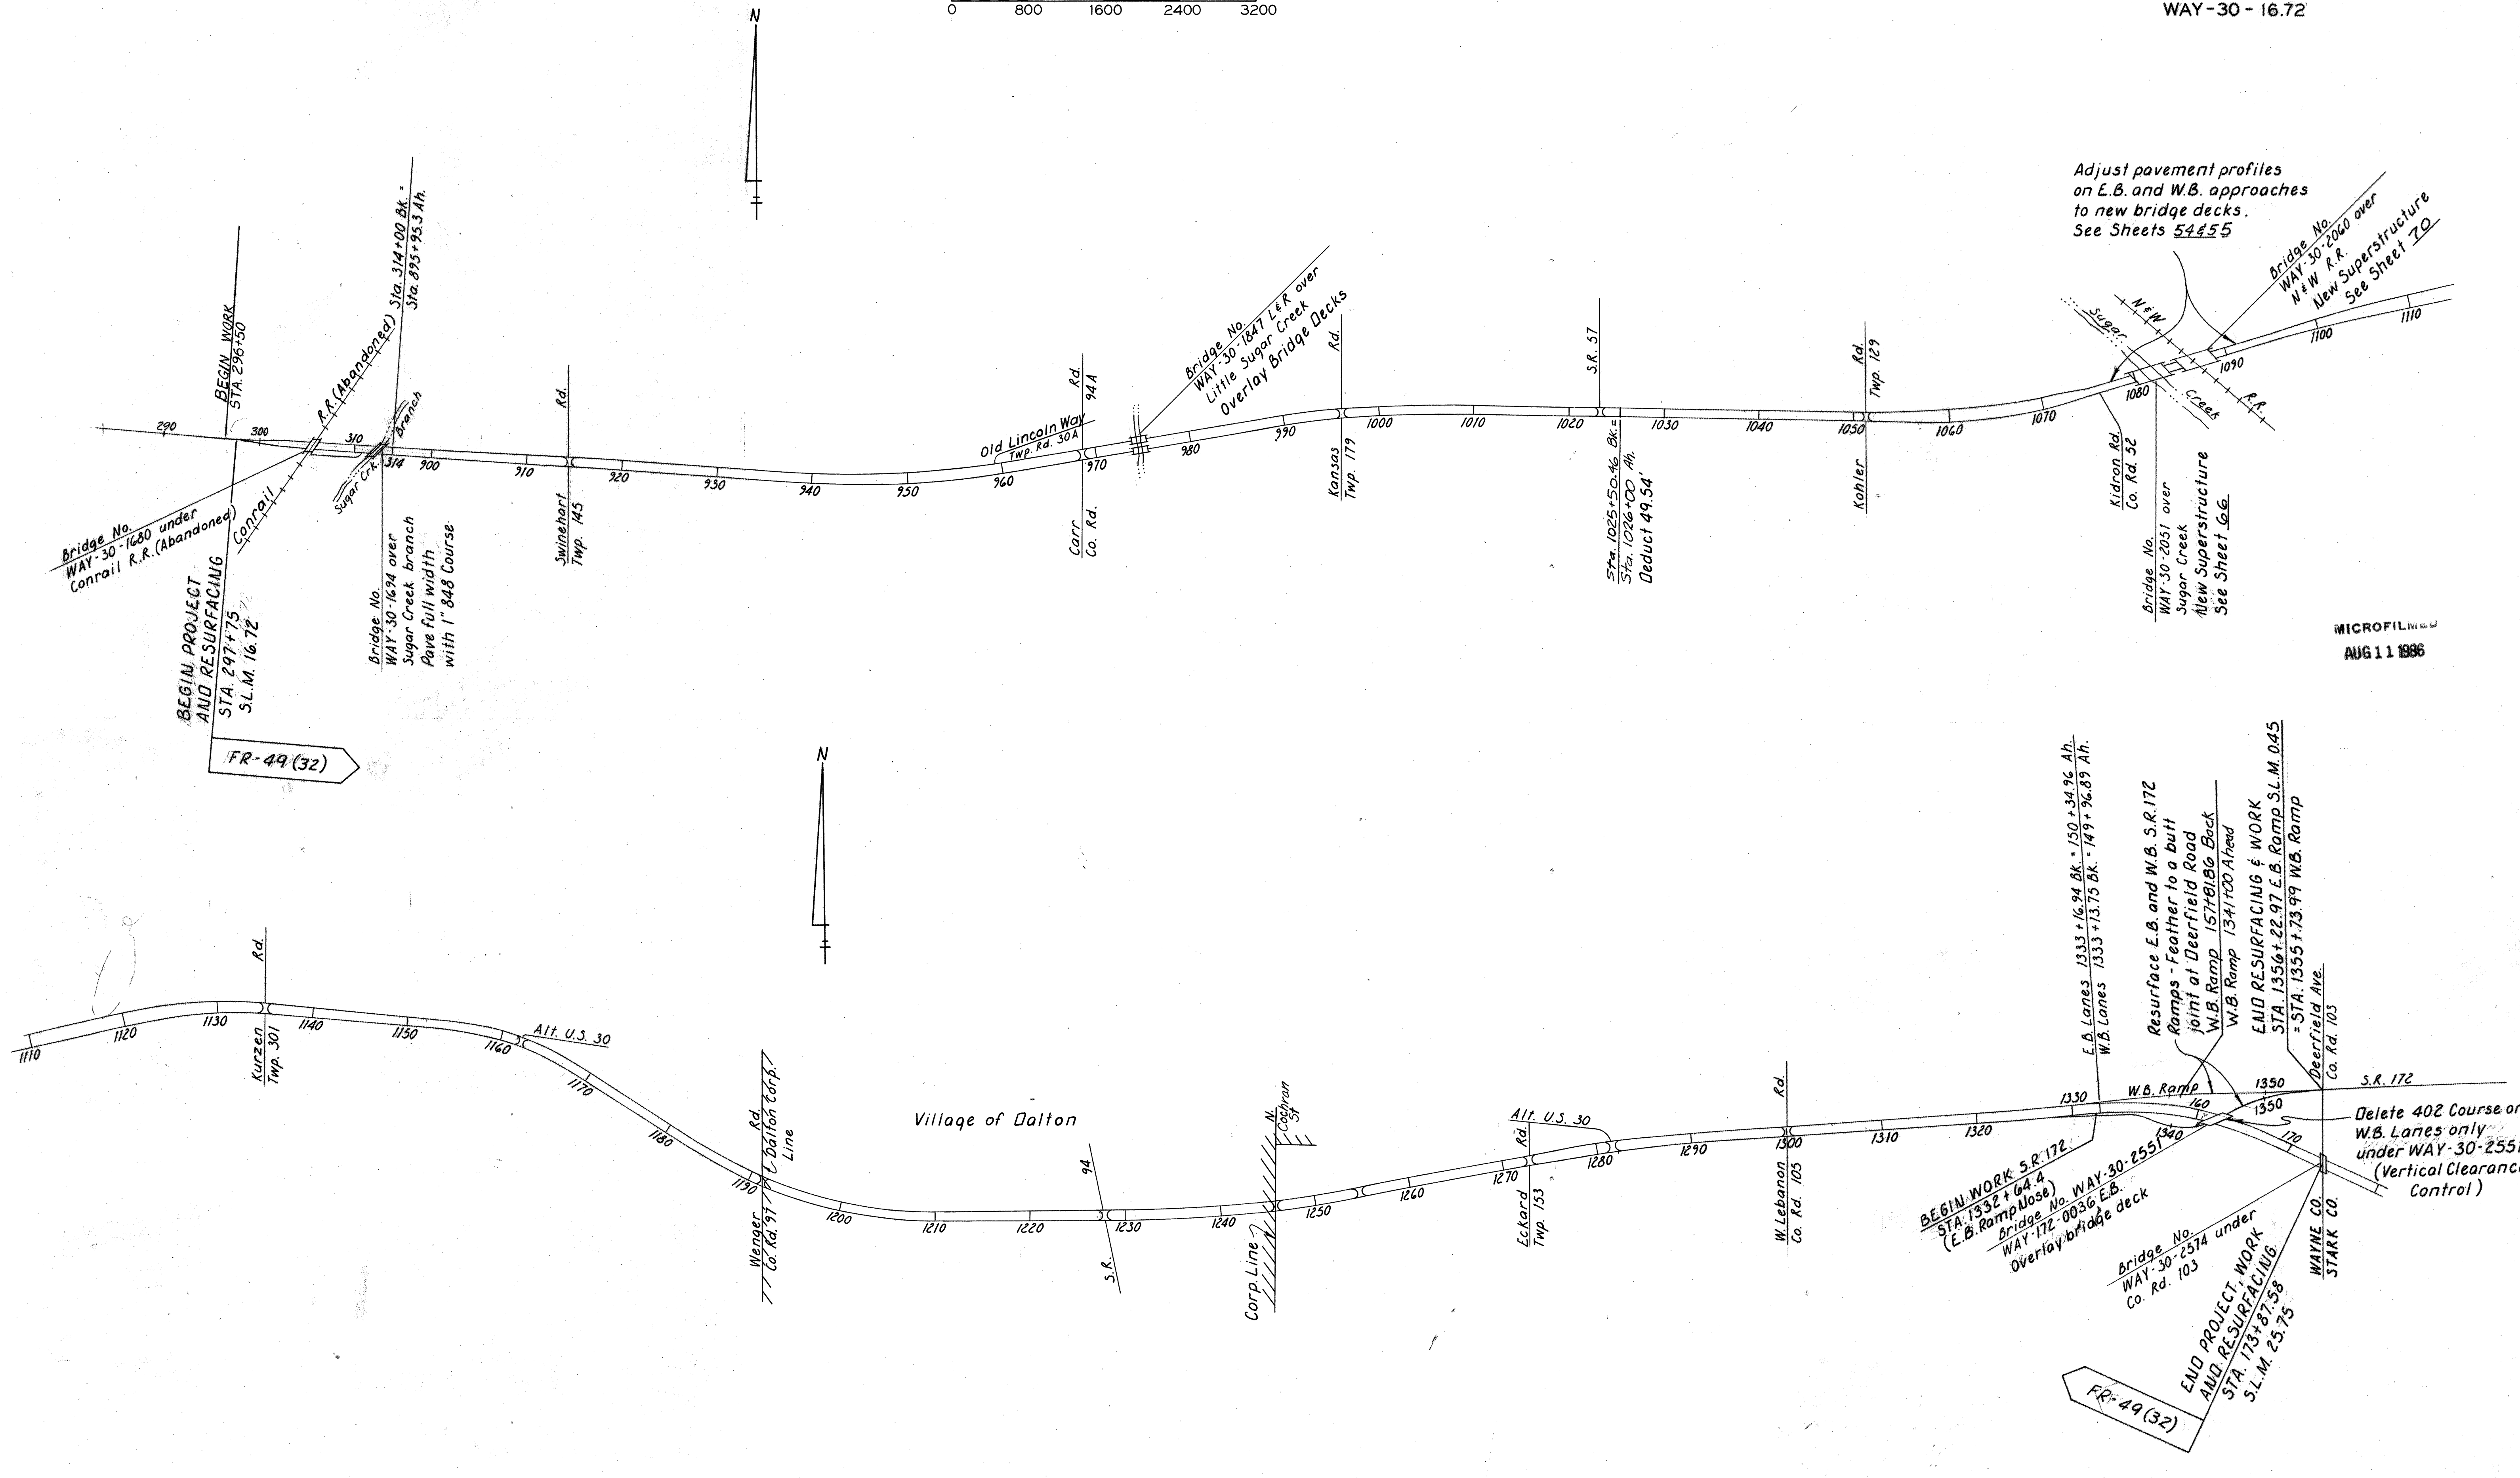 0 800 1600 2400 3200
WAY-30-16.72
N
BEGIN WORK
STA. 296+50
R.R.(Abandoned)
Sta. 314+00 Bk. =
Sta. 895+95.3 Ah.
Conrail
Sugar Crk. Branch
290 300 310 314 900 910 920 930 940 950 960 970 980 990 1000 1010 1020 1030 1040 1050 1060 1070 1080 1090 1100 1110
Bridge No.
WAY-30-1680 under
Conrail R.R.(Abandoned)
BEGIN PROJECT
AND RESURFACING
STA. 297+75
S.L.M. 16.72
FR-49(32)
Bridge No.
WAY-30-1694 over
Sugar Creek branch
Pave full width
with 1" 848 Course
Swinehart Rd.
Twp. 145
Old Lincoln Way
Twp. Rd. 30A
Carr Rd.
Co. Rd. 94A
Bridge No.
WAY-30-1847 L&R over
Little Sugar Creek
Overlay Bridge Decks
Kansas Rd.
Twp. 179
S.R. 57
Sta. 1025+50.46 Bk.=
Sta. 1026+00 Ah.
Deduct 49.54'
Kohler Rd.
Twp. 129
Adjust pavement profiles
on E.B. and W.B. approaches
to new bridge decks.
See Sheets 54&55
Sugar Creek
N&W R.R.
Bridge No.
WAY-30-2060 over
N&W R.R.
New Superstructure
See Sheet 70
Kidron Rd.
Co. Rd. 52
Bridge No.
WAY-30-2051 over
Sugar Creek
New Superstructure
See Sheet 66
MICROFILMED
AUG 11 1986
N
1110 1120 1130 1140 1150 1160 1170 1180 1190 1200 1210 1220 1230 1240 1250 1260 1270 1280 1290 1300 1310 1320 1330 1340 1350
Kurzen Rd.
Twp. 301
Alt. U.S. 30
Wenger Rd.
Co. Rd. 97
Dalton Corp.
Line
Village of Dalton
S.R. 94
Corp. Line
N. Cochran
St
Alt. U.S. 30
Eckard Rd.
Twp. 153
W. Lebanon Rd.
Co. Rd. 105
E.B. Lanes 1333+16.94 BK.=150+34.96 Ah.
W.B. Lanes 1333+13.75 BK.=149+96.89 Ah.
Resurface E.B. and W.B. S.R.172
Ramps-Feather to a butt
joint at Deerfield Road
W.B. Ramp 157+81.86 Back
W.B. Ramp 1341+00 Ahead
END RESURFACING & WORK
STA. 1356+22.97 E.B. Ramp S.L.M. 0.45
= STA. 1355+73.99 W.B. Ramp
Deerfield Ave.
Co. Rd. 103
W.B. Ramp
1350
160
170
S.R. 172
Delete 402 Course on
W.B. Lanes only
under WAY-30-2551
(Vertical Clearance
Control)
BEGIN WORK S.R. 172
STA. 1332+64.4
(E.B. Ramp Nose)
Bridge No. WAY-30-2551
WAY-172-0036 E.B.
Overlay bridge deck
Bridge No.
WAY-30-2574 under
Co. Rd. 103
END PROJECT, WORK
AND RESURFACING
STA. 173+87.58
S.L.M. 25.75
WAYNE CO.
STARK CO.
FR-49(32)